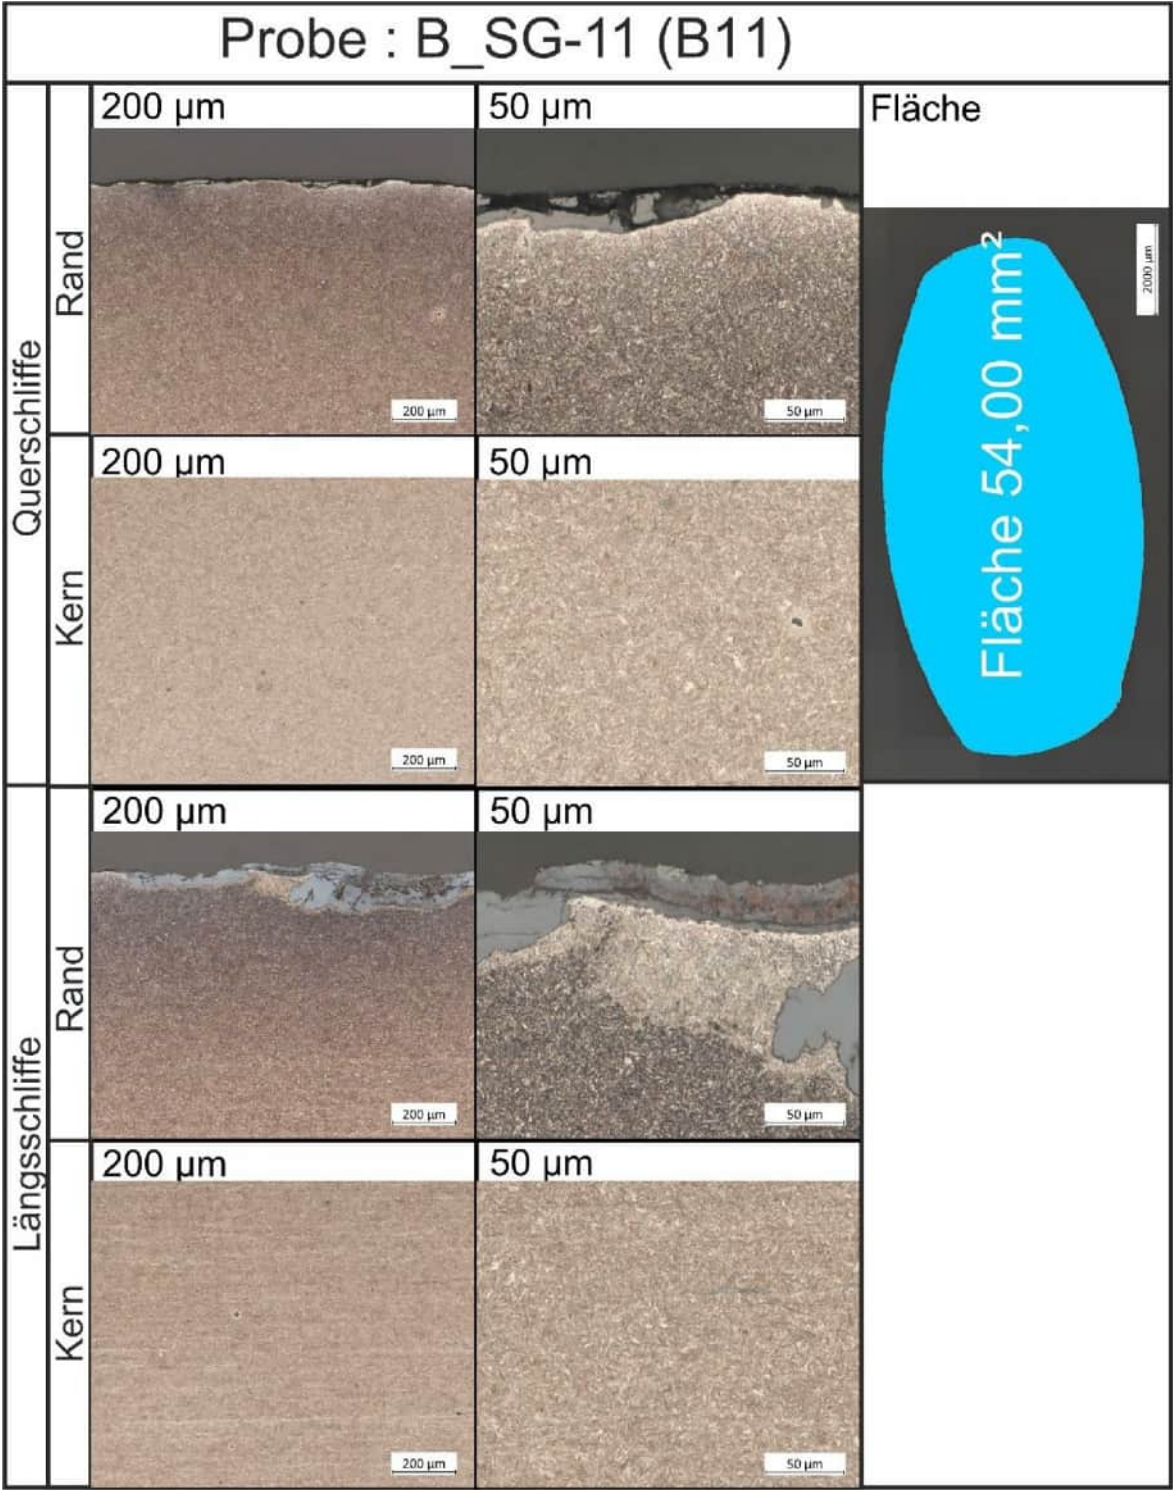 Probe : B_SG-11 (B11)
Querschliffe
Rand
200 µm
200 µm
50 µm
50 µm
Fläche
Fläche 54,00 mm²
2000 µm
Kern
200 µm
200 µm
50 µm
50 µm
Längsschliffe
Rand
200 µm
200 µm
50 µm
50 µm
Kern
200 µm
200 µm
50 µm
50 µm